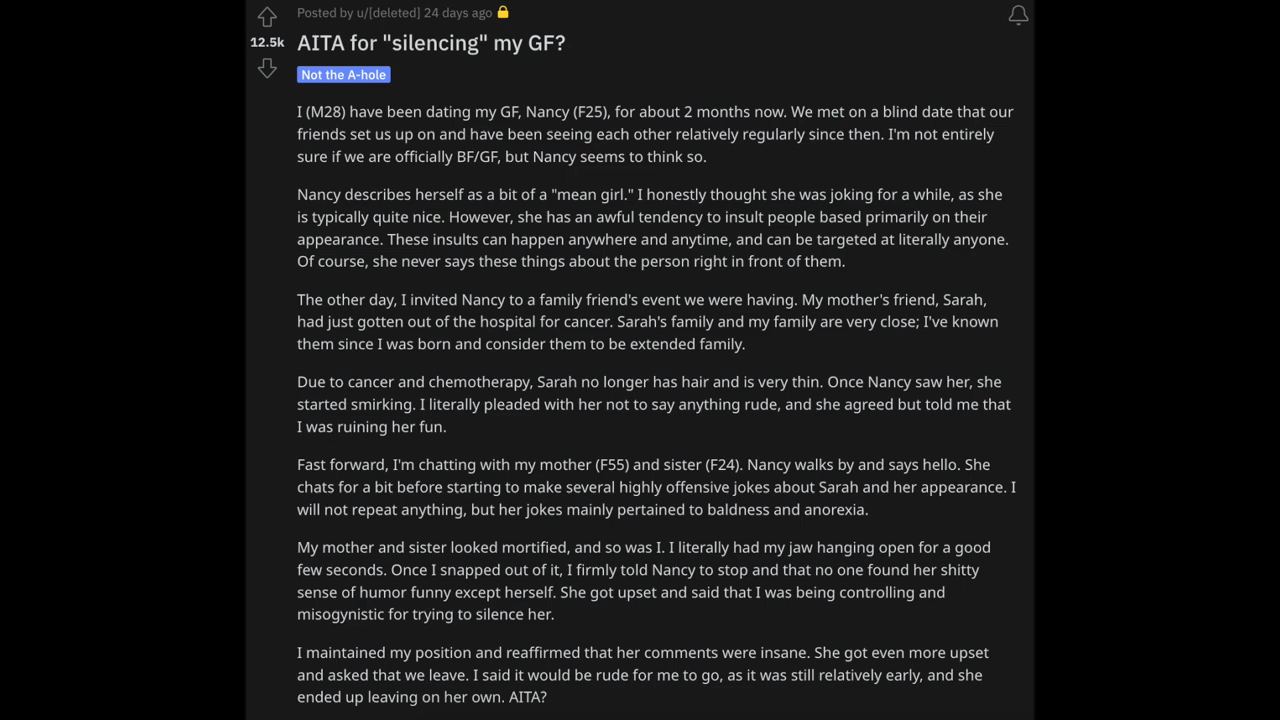 Posted by u/[deleted] 24 days ago
12.5k
AITA for "silencing" my GF?
Not the A-hole
I (M28) have been dating my GF, Nancy (F25), for about 2 months now. We met on a blind date that our
friends set us up on and have been seeing each other relatively regularly since then. I'm not entirely
sure if we are officially BF/GF, but Nancy seems to think so.
Nancy describes herself as a bit of a "mean girl." I honestly thought she was joking for a while, as she
is typically quite nice. However, she has an awful tendency to insult people based primarily on their
appearance. These insults can happen anywhere and anytime, and can be targeted at literally anyone.
Of course, she never says these things about the person right in front of them.
The other day, I invited Nancy to a family friend's event we were having. My mother's friend, Sarah,
had just gotten out of the hospital for cancer. Sarah's family and my family are very close; I've known
them since I was born and consider them to be extended family.
Due to cancer and chemotherapy, Sarah no longer has hair and is very thin. Once Nancy saw her, she
started smirking. I literally pleaded with her not to say anything rude, and she agreed but told me that
I was ruining her fun.
Fast forward, I'm chatting with my mother (F55) and sister (F24). Nancy walks by and says hello. She
chats for a bit before starting to make several highly offensive jokes about Sarah and her appearance. I
will not repeat anything, but her jokes mainly pertained to baldness and anorexia.
My mother and sister looked mortified, and so was I. I literally had my jaw hanging open for a good
few seconds. Once I snapped out of it, I firmly told Nancy to stop and that no one found her shitty
sense of humor funny except herself. She got upset and said that I was being controlling and
misogynistic for trying to silence her.
I maintained my position and reaffirmed that her comments were insane. She got even more upset
and asked that we leave. I said it would be rude for me to go, as it was still relatively early, and she
ended up leaving on her own. AITA?